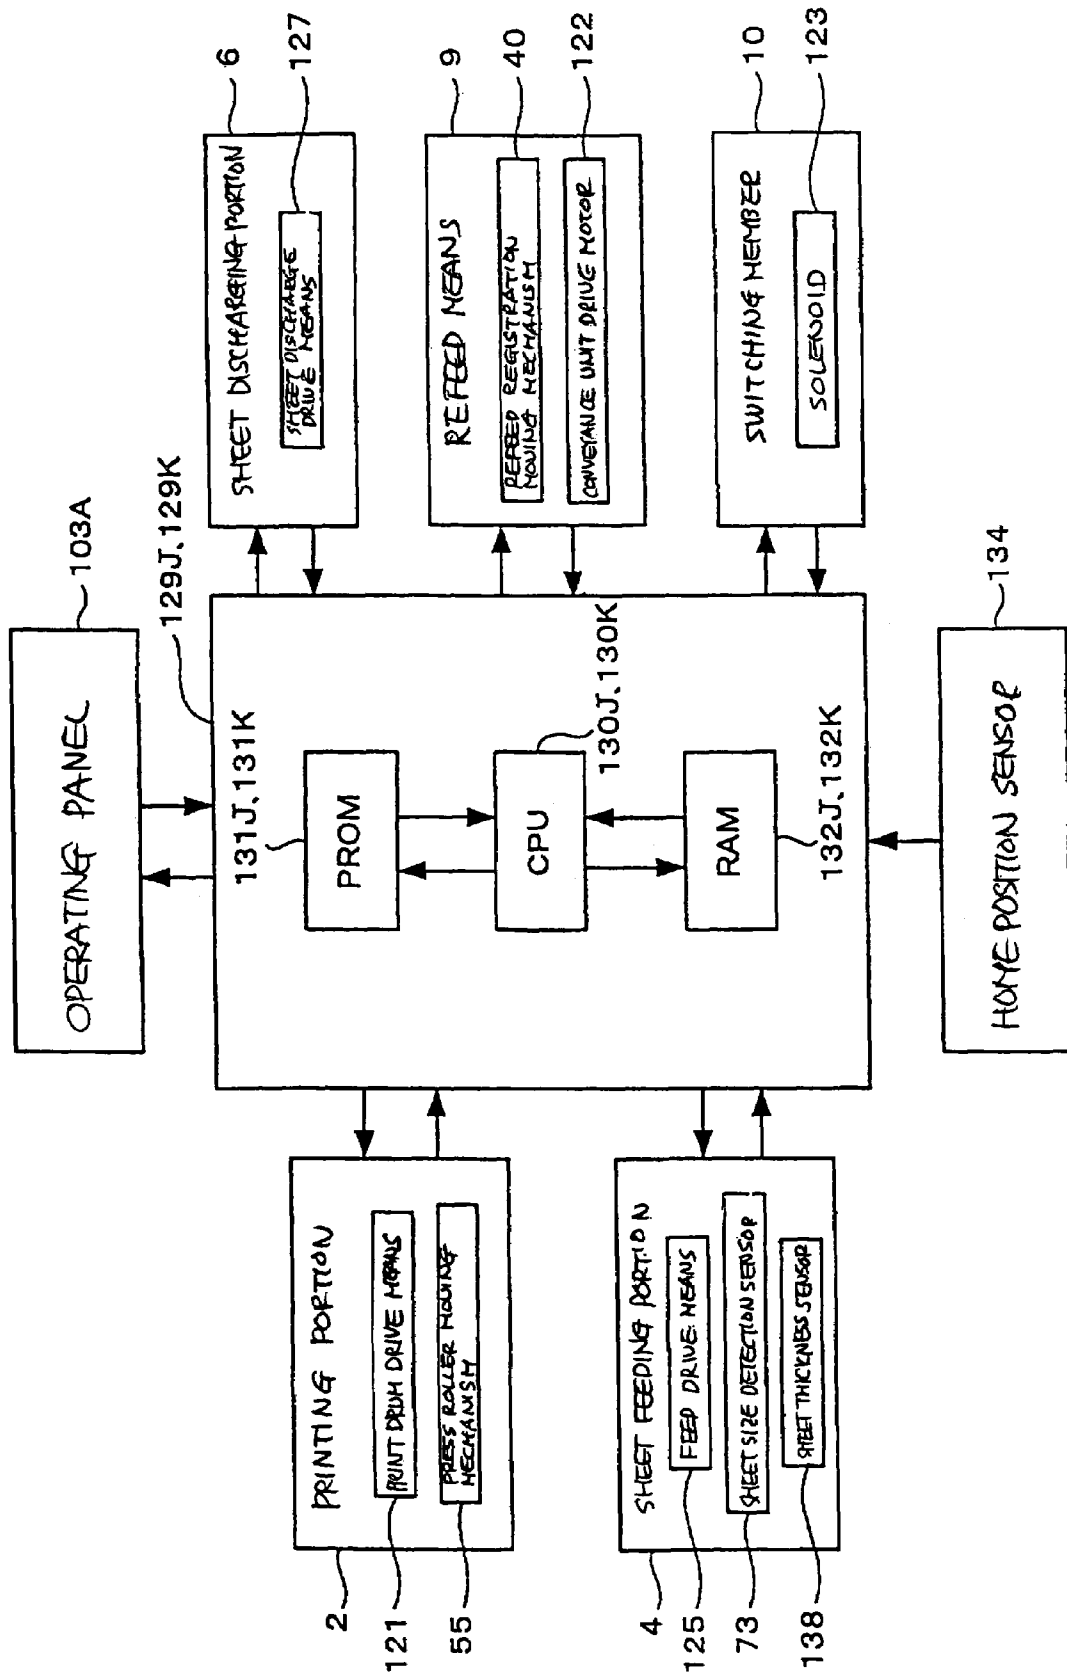 OPERATING PANEL
103A
129J, 129K
PRINTING PORTION
PRINT DRUM DRIVE MEANS
PRESS ROLLER MOVING
MECHANISM
2
121
55
SHEET FEEDING PORTION
FEED DRIVE MEANS
SHEET SIZE DETECTION SENSOR
SHEET THICKNESS SENSOR
4
125
73
138
131J, 131K
PROM
CPU
130J, 130K
RAM
132J, 132K
SHEET DISCHARGING PORTION
SHEET DISCHARGE
DRIVE MEANS
6
127
REFEED MEANS
REFEED REGISTRATION
MOVING MECHANISM
CONVEYANCE UNIT DRIVE MOTOR
9
40
122
SWITCHING MEMBER
SOLENOID
10
123
HOME POSITION SENSOR
134